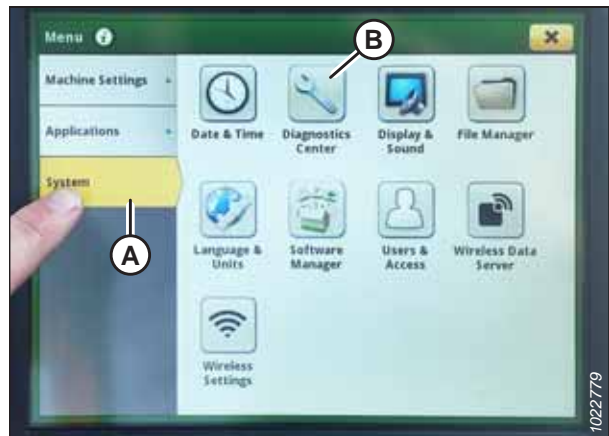 Menu
B
Machine Settings
Applications
System
A
Date & Time
Diagnostics
Center
Display &
Sound
File Manager
Language &
Units
Software
Manager
Users &
Access
Wireless Data
Server
Wireless
Settings
1022779